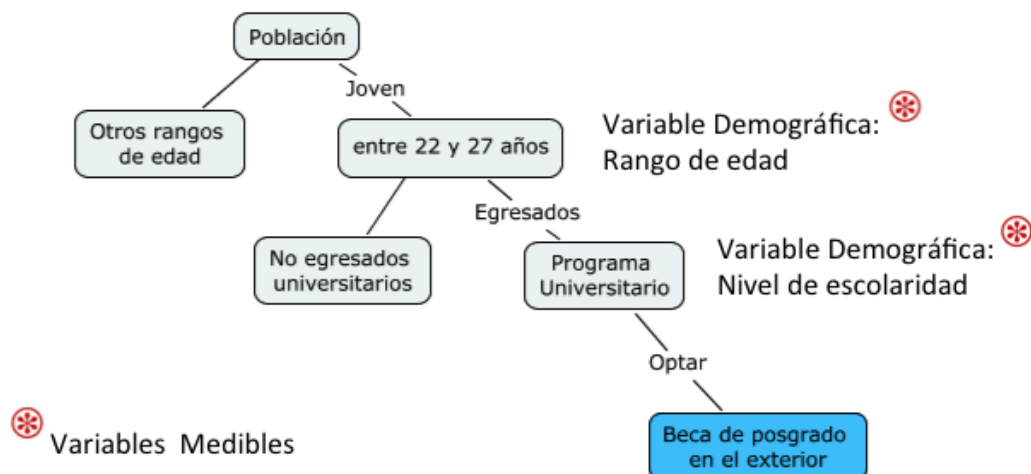 Población
Joven
Otros rangos
de edad
entre 22 y 27 años
Variable Demográfica:
Rango de edad
Egresados
No egresados
universitarios
Programa
Universitario
Variable Demográfica:
Nivel de escolaridad
Optar
Beca de posgrado
en el exterior
Variables Medibles